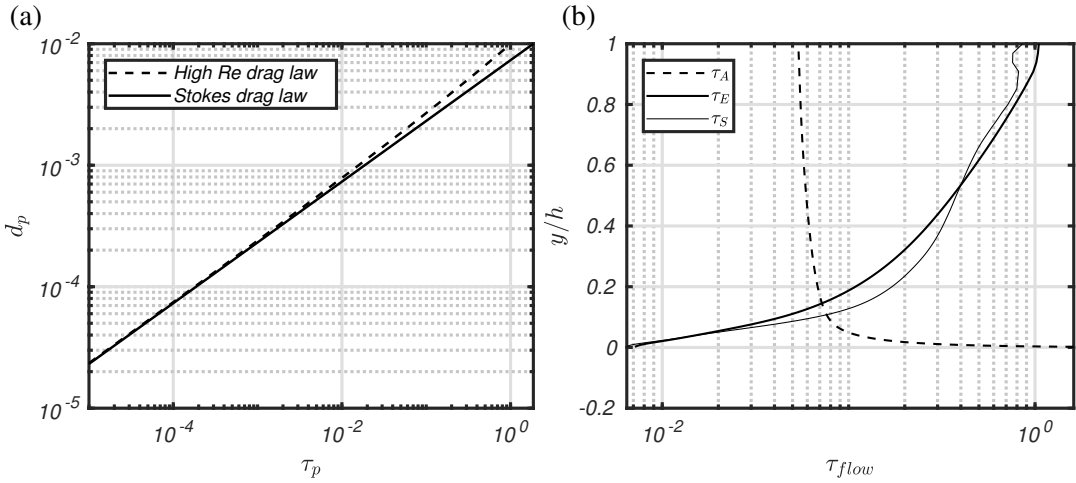 (a)
(b)
10^-2
10^-3
10^-4
10^-5
d_p
10^-4
10^-2
10^0
τ_p
High Re drag law
Stokes drag law
1
0.8
0.6
0.4
0.2
0
-0.2
y/h
10^-2
10^-1
10^0
τ_flow
τ_A
τ_E
τ_S